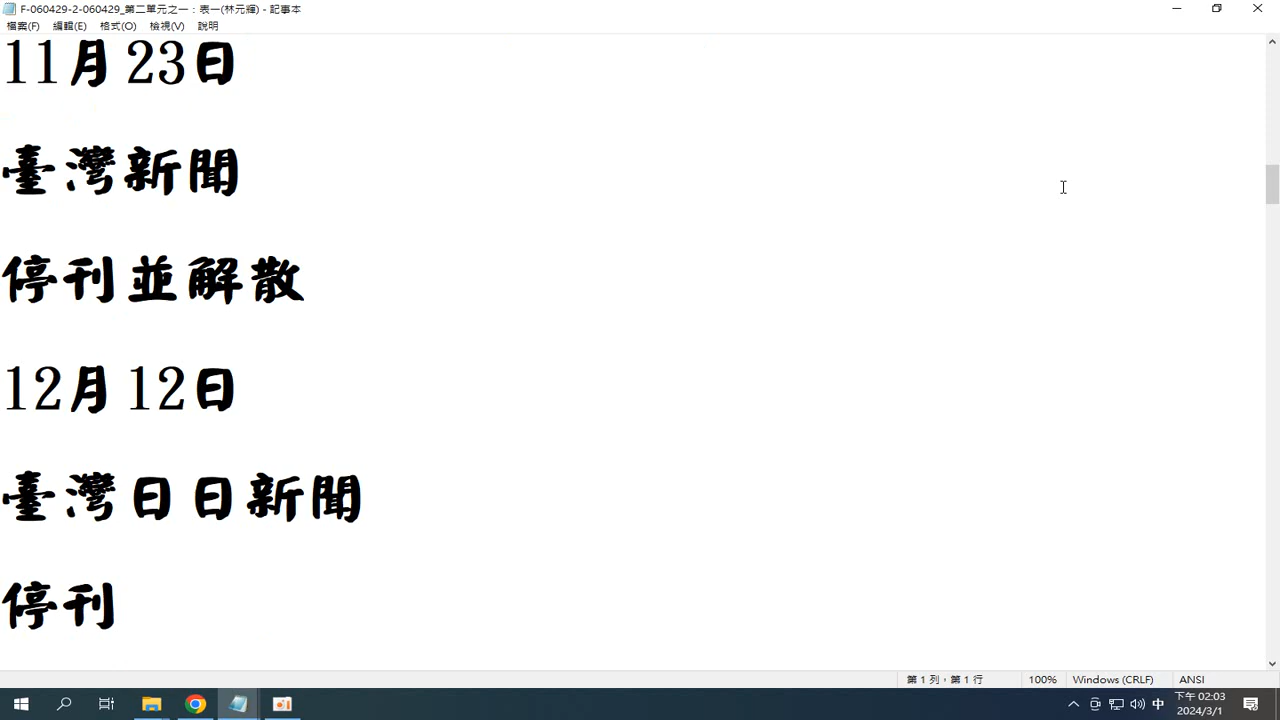 F-060429-2-060429_第二單元之一：表一(林元輝) - 記事本
檔案(F) 編輯(E) 格式(O) 檢視(V) 說明
11月23日
臺灣新聞
停刊並解散
12月12日
臺灣日日新聞
停刊
第 1 列，第 1 行 100% Windows (CRLF) ANSI
中 下午 02:03
2024/3/1